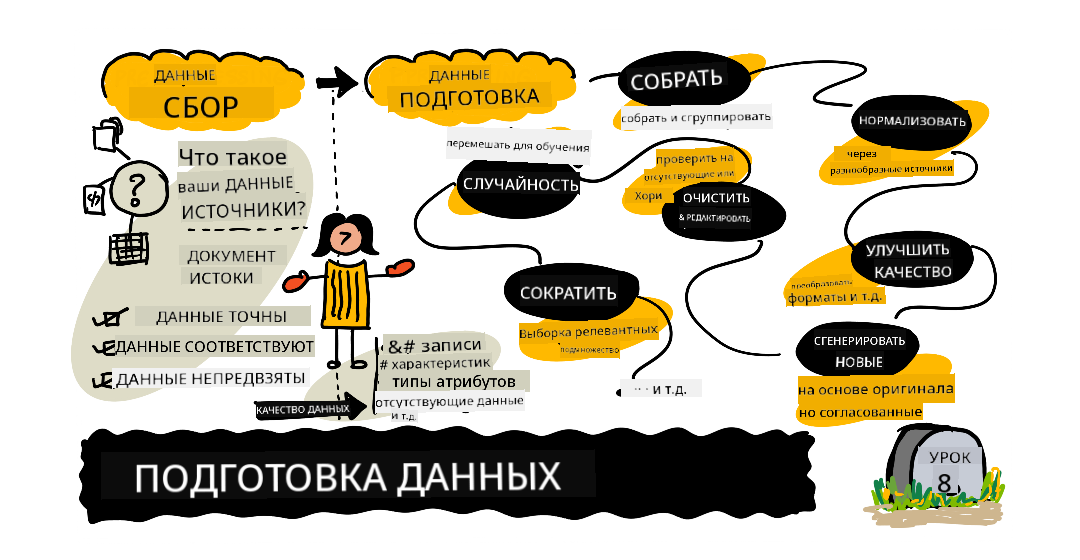 ДАННЫЕ
СБОР
Что такое
ваши ДАННЫЕ
ИСТОЧНИКИ?
ДОКУМЕНТ
ИСТОКИ
ДАННЫЕ ТОЧНЫ
ДАННЫЕ СООТВЕТСТВУЮТ
ДАННЫЕ НЕПРЕДВЗЯТЫ
?
ф
?
КАЧЕСТВО ДАННЫХ
&# записи
# характеристик
типы атрибутов
отсутствующие данные
и т.д.
ДАННЫЕ
ПОДГОТОВКА
СОБРАТЬ
собрать и сгруппировать
НОРМАЛИЗОВАТЬ
через
разнообразные источники
УЛУЧШИТЬ
КАЧЕСТВО
преобразовать
форматы и т.д.
СГЕНЕРИРОВАТЬ
НОВЫЕ
на основе оригинала
но согласованные
проверить на
отсутствующие или
Хори
ОЧИСТИТЬ
& РЕДАКТИРОВАТЬ
перемешать для обучения
СЛУЧАЙНОСТЬ
СОКРАТИТЬ
Выборка релевантных
подмножество
и т.д.
ПОДГОТОВКА ДАННЫХ
УРОК
8